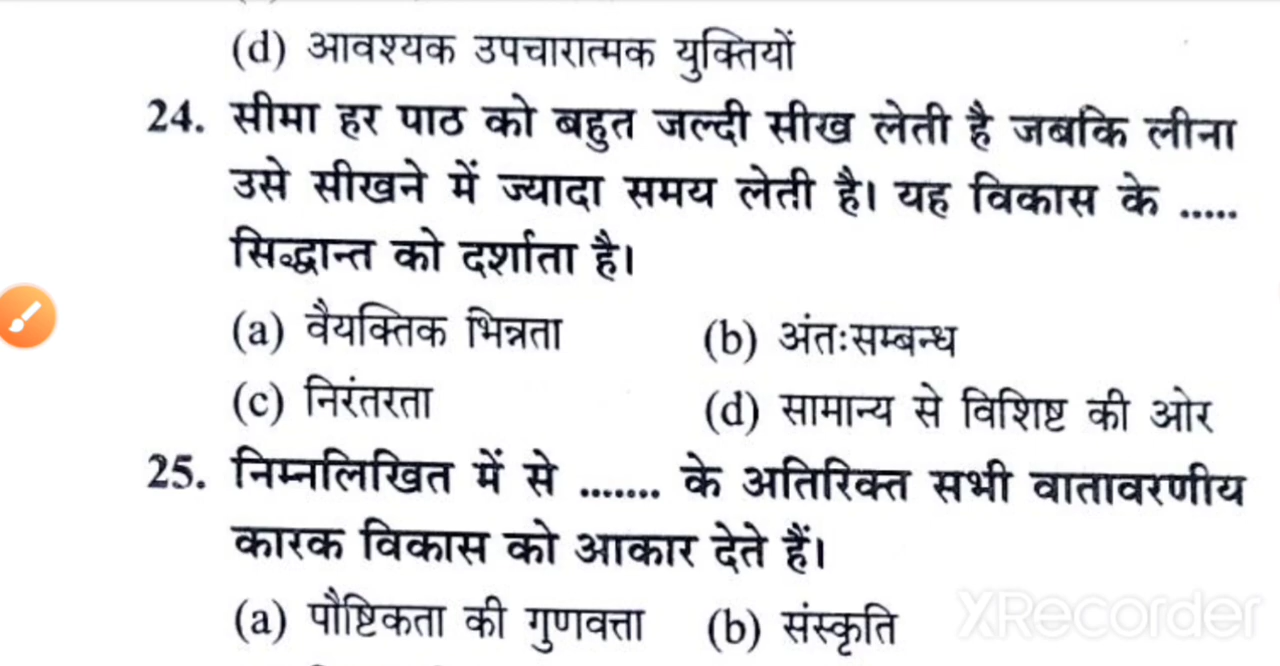 (d) आवश्यक उपचारात्मक युक्तियों
24. सीमा हर पाठ को बहुत जल्दी सीख लेती है जबकि लीना
उसे सीखने में ज्यादा समय लेती है। यह विकास के .....
सिद्धान्त को दर्शाता है।
(a) वैयक्तिक भिन्नता (b) अंतःसम्बन्ध
(c) निरंतरता (d) सामान्य से विशिष्ट की ओर
25. निम्नलिखित में से ....... के अतिरिक्त सभी वातावरणीय
कारक विकास को आकार देते हैं।
(a) पौष्टिकता की गुणवत्ता (b) संस्कृति
XRecorder